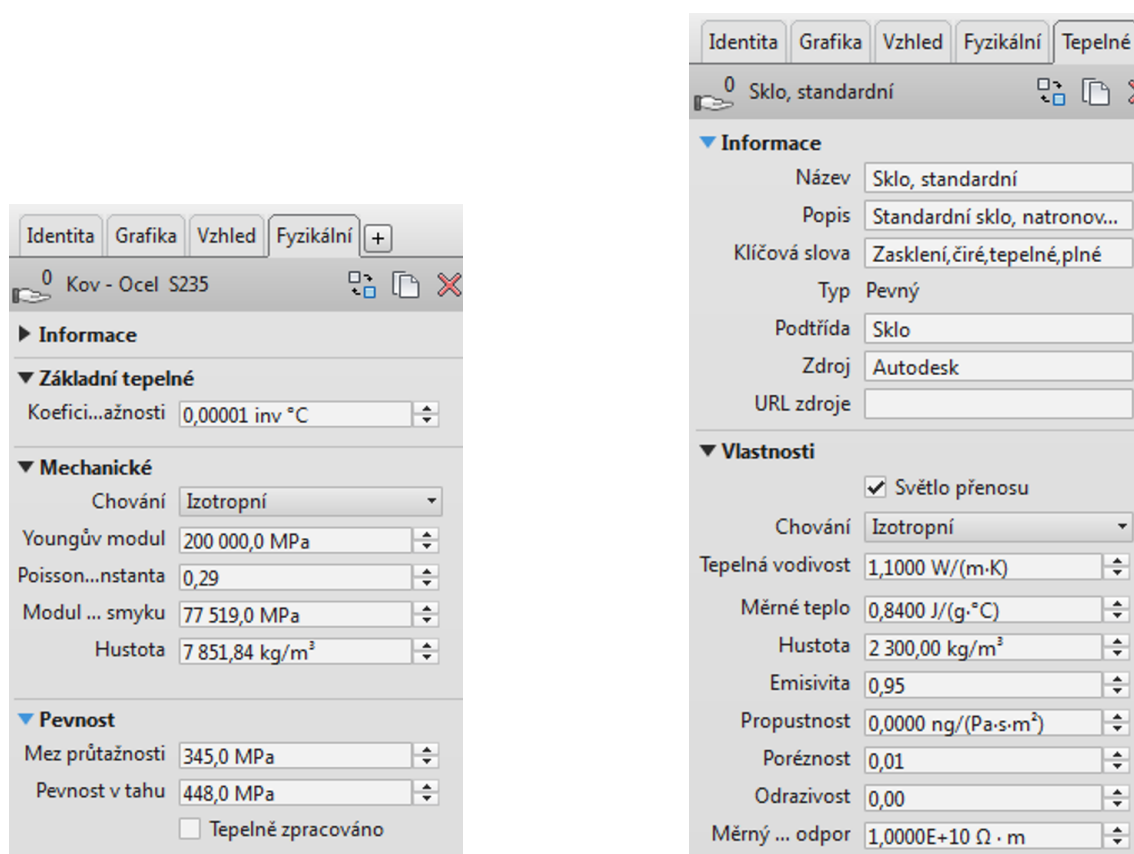 Identita Grafika Vzhled Fyzikální +
0 Kov - Ocel S235
Informace
Základní tepelné
Koefici...ažnosti 0,00001 inv °C
Mechanické
Chování Izotropní
Youngův modul 200 000,0 MPa
Poisson...nstanta 0,29
Modul ... smyku 77 519,0 MPa
Hustota 7 851,84 kg/m³
Pevnost
Mez průtažnosti 345,0 MPa
Pevnost v tahu 448,0 MPa
Tepelně zpracováno
Identita Grafika Vzhled Fyzikální Tepelné
0 Sklo, standardní
Informace
Název Sklo, standardní
Popis Standardní sklo, natronov...
Klíčová slova Zasklení,čiré,tepelné,plné
Typ Pevný
Podtřída Sklo
Zdroj Autodesk
URL zdroje
Vlastnosti
Světlo přenosu
Chování Izotropní
Tepelná vodivost 1,1000 W/(m·K)
Měrné teplo 0,8400 J/(g·°C)
Hustota 2 300,00 kg/m³
Emisivita 0,95
Propustnost 0,0000 ng/(Pa·s·m²)
Poréznost 0,01
Odrazivost 0,00
Měrný ... odpor 1,0000E+10 Ω · m